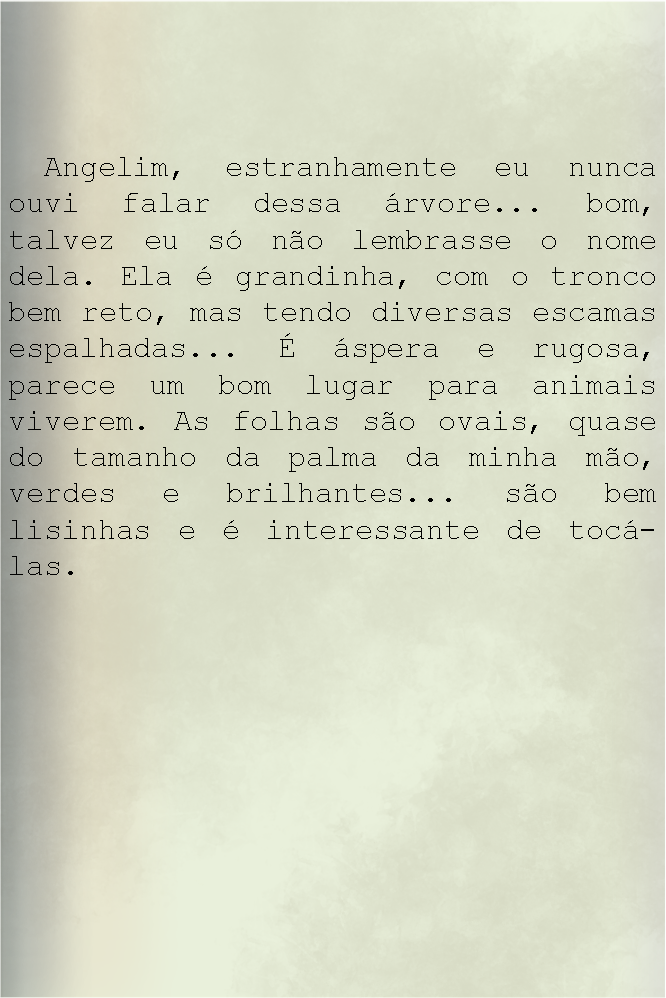 Angelim, estranhamente eu nunca
ouvi falar dessa árvore... bom,
talvez eu só não lembrasse o nome
dela. Ela é grandinha, com o tronco
bem reto, mas tendo diversas escamas
espalhadas... É áspera e rugosa,
parece um bom lugar para animais
viverem. As folhas são ovais, quase
do tamanho da palma da minha mão,
verdes e brilhantes... são bem
lisinhas e é interessante de tocá-
las.